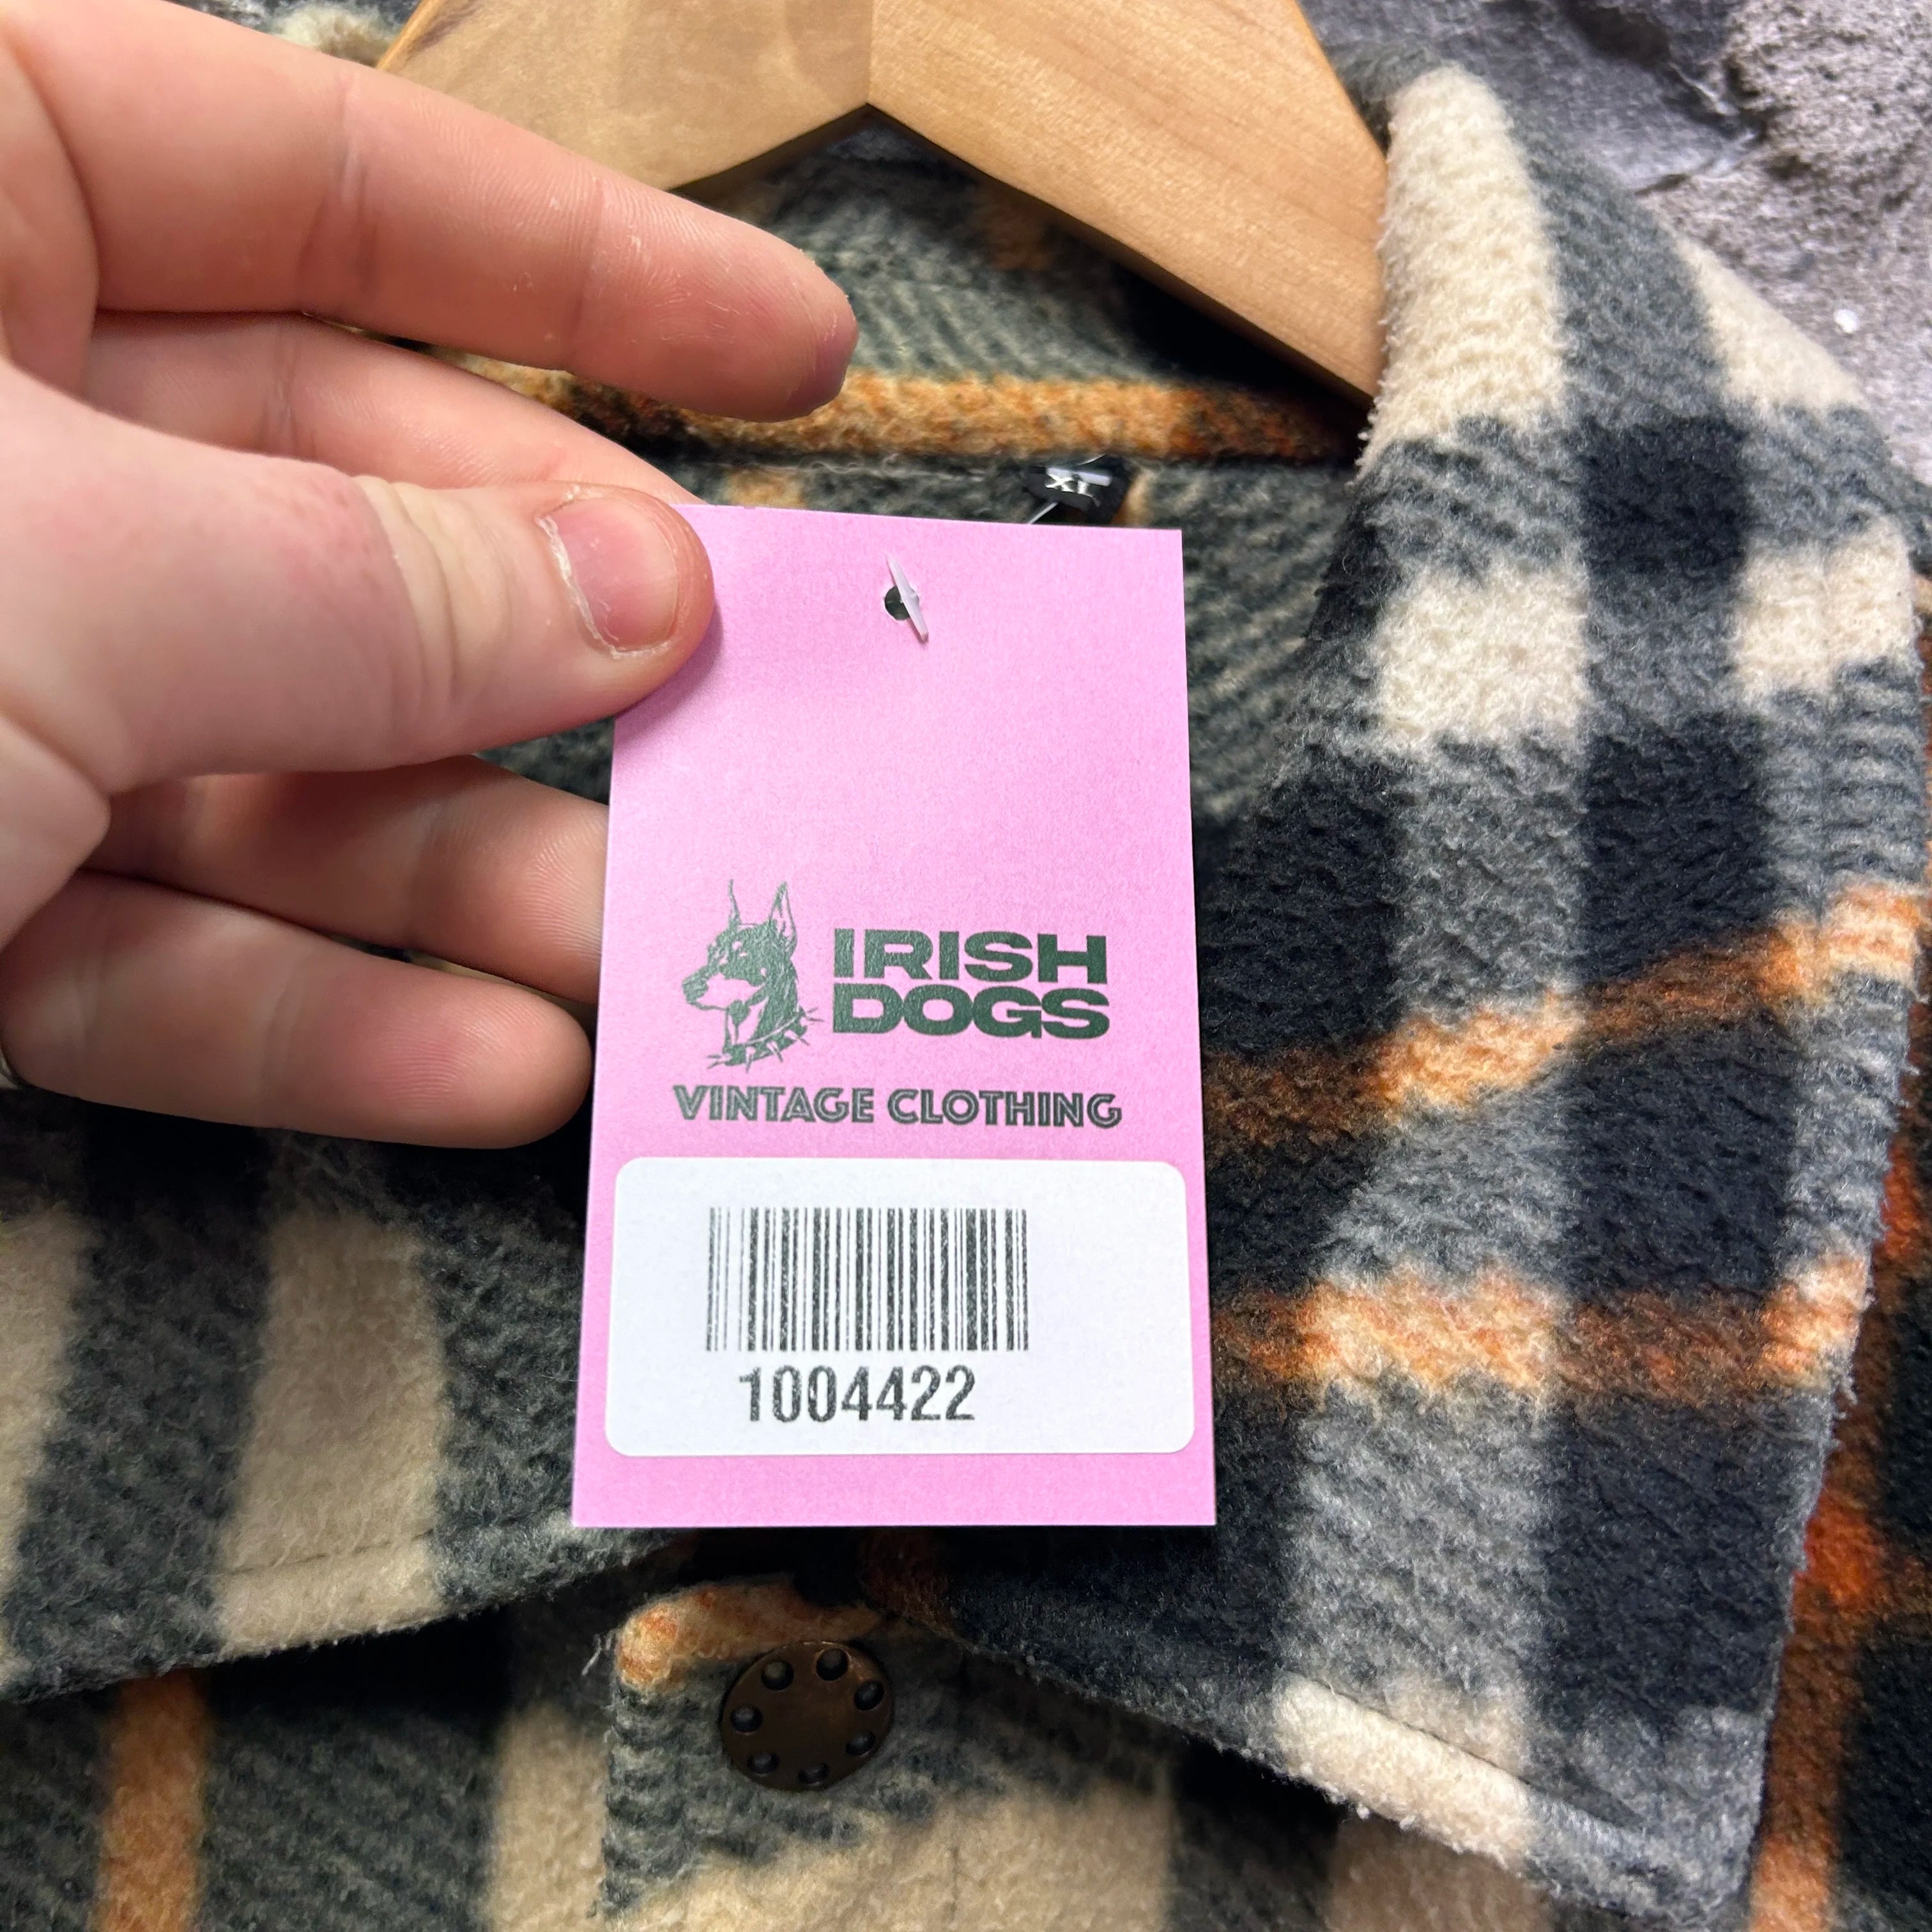 XL
IRISH
DOGS
VINTAGE CLOTHING
1004422